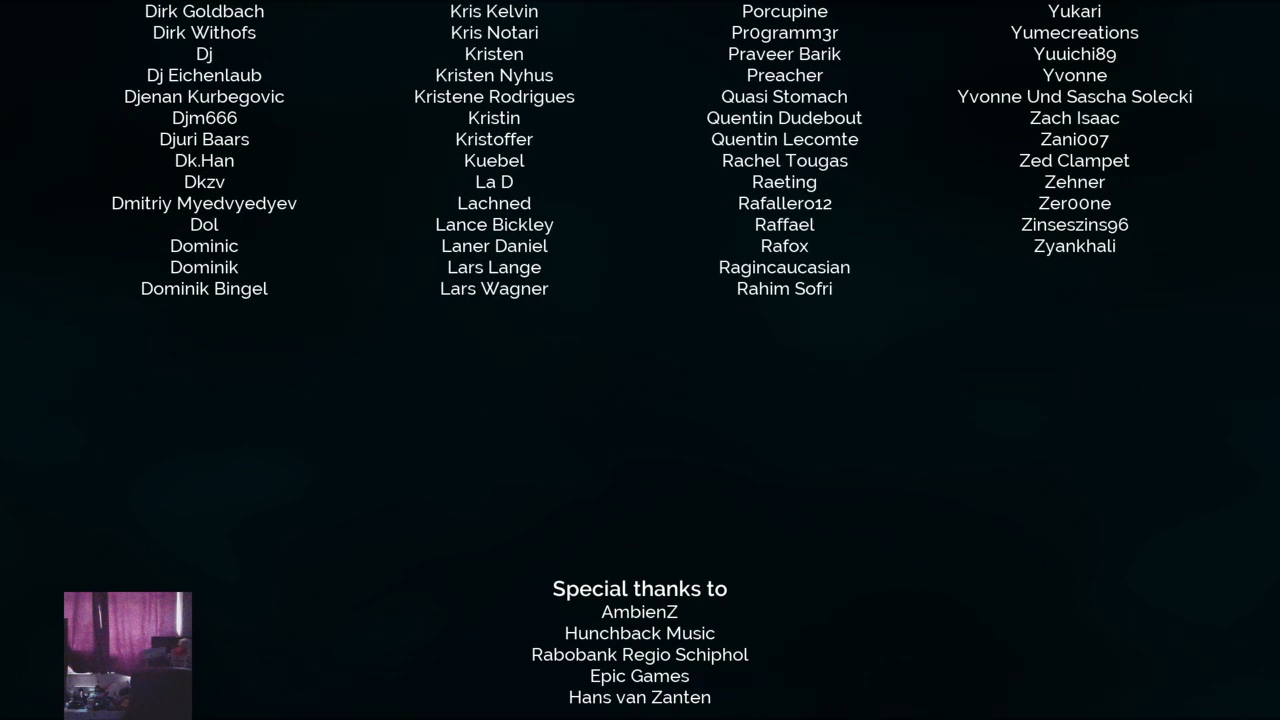 Dirk Goldbach
Dirk Withofs
Dj
Dj Eichenlaub
Djenan Kurbegovic
Djm666
Djuri Baars
Dk.Han
Dkzv
Dmitriy Myedvyedyev
Dol
Dominic
Dominik
Dominik Bingel
Kris Kelvin
Kris Notari
Kristen
Kristen Nyhus
Kristene Rodrigues
Kristin
Kristoffer
Kuebel
La D
Lachned
Lance Bickley
Laner Daniel
Lars Lange
Lars Wagner
Porcupine
Pr0gramm3r
Praveer Barik
Preacher
Quasi Stomach
Quentin Dudebout
Quentin Lecomte
Rachel Tougas
Raeting
Rafallero12
Raffael
Rafox
Ragincaucasian
Rahim Sofri
Yukari
Yumecreations
Yuuichi89
Yvonne
Yvonne Und Sascha Solecki
Zach Isaac
Zani007
Zed Clampet
Zehner
Zer00ne
Zinseszins96
Zyankhali
Special thanks to
AmbienZ
Hunchback Music
Rabobank Regio Schiphol
Epic Games
Hans van Zanten